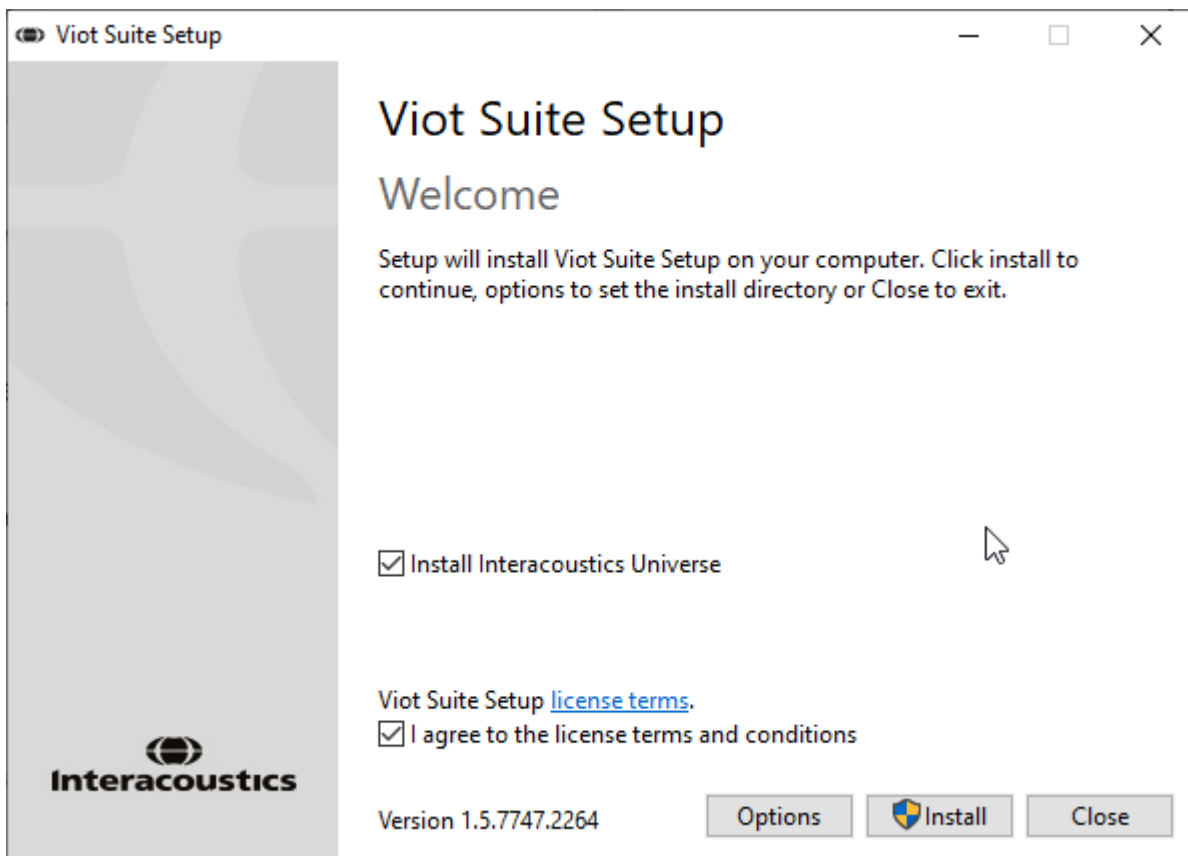 Viot Suite Setup
Viot Suite Setup
Welcome
Setup will install Viot Suite Setup on your computer. Click install to
continue, options to set the install directory or Close to exit.
Install Interacoustics Universe
Viot Suite Setup license terms.
I agree to the license terms and conditions
Interacoustics
Version 1.5.7747.2264
Options
Install
Close